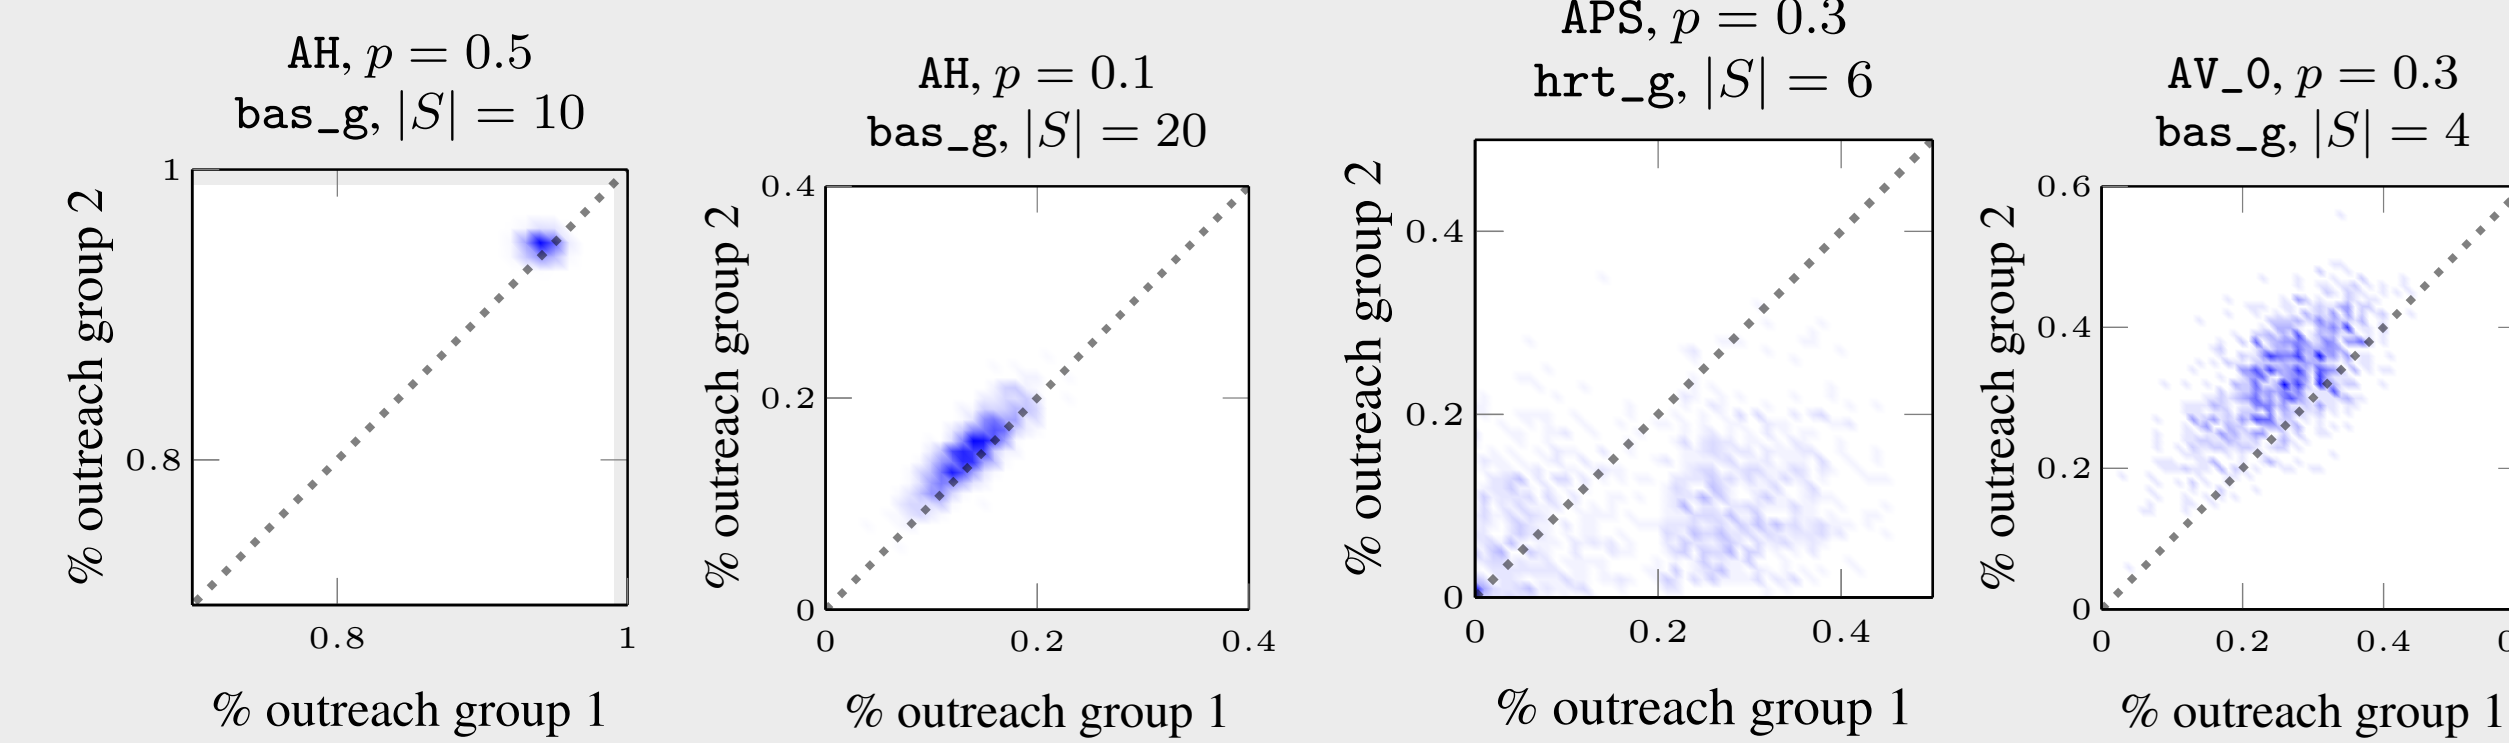 AH, p = 0.5
bas_g, |S| = 10
% outreach group 2
1
0.8
0.8
1
% outreach group 1
AH, p = 0.1
bas_g, |S| = 20
% outreach group 2
0.4
0.2
0
0
0.2
0.4
% outreach group 1
APS, p = 0.3
hrt_g, |S| = 6
% outreach group 2
0.4
0.2
0
0
0.2
0.4
% outreach group 1
AV_0, p = 0.3
bas_g, |S| = 4
% outreach group 2
0.6
0.4
0.2
0
0
0.2
0.4
% outreach group 1